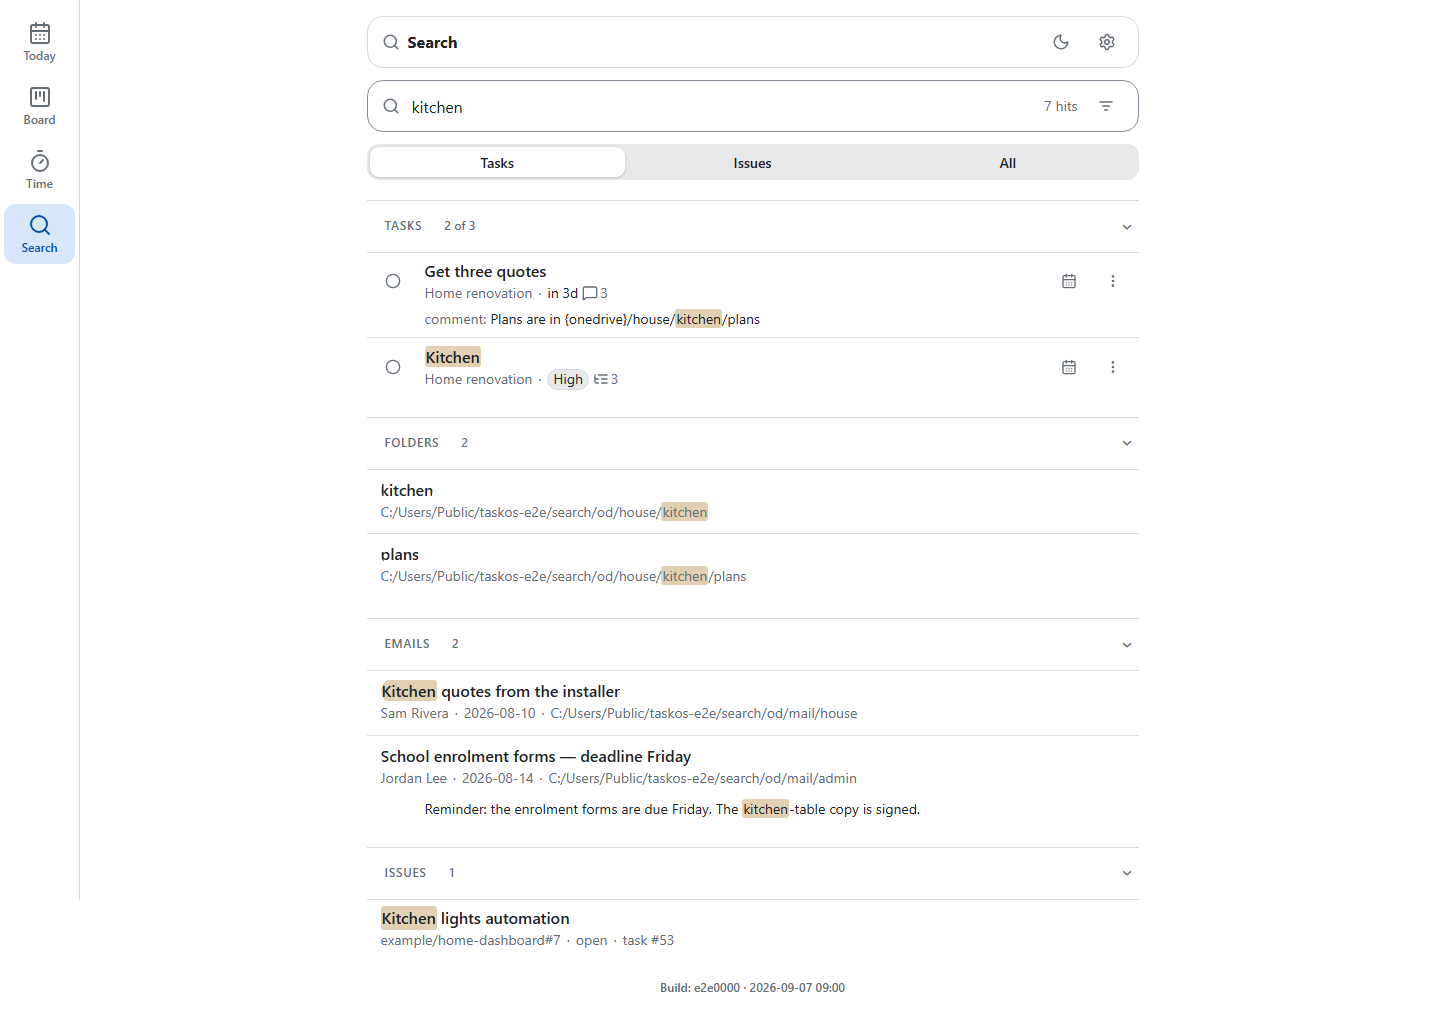 Today
Board
Time
Search
Search
kitchen
7 hits
Tasks
Issues
All
TASKS 2 of 3
Get three quotes
Home renovation · in 3d 3
comment: Plans are in {onedrive}/house/kitchen/plans
Kitchen
Home renovation · High 3
FOLDERS 2
kitchen
C:/Users/Public/taskos-e2e/search/od/house/kitchen
plans
C:/Users/Public/taskos-e2e/search/od/house/kitchen/plans
EMAILS 2
Kitchen quotes from the installer
Sam Rivera · 2026-08-10 · C:/Users/Public/taskos-e2e/search/od/mail/house
School enrolment forms — deadline Friday
Jordan Lee · 2026-08-14 · C:/Users/Public/taskos-e2e/search/od/mail/admin
Reminder: the enrolment forms are due Friday. The kitchen-table copy is signed.
ISSUES 1
Kitchen lights automation
example/home-dashboard#7 · open · task #53
Build: e2e0000 · 2026-09-07 09:00